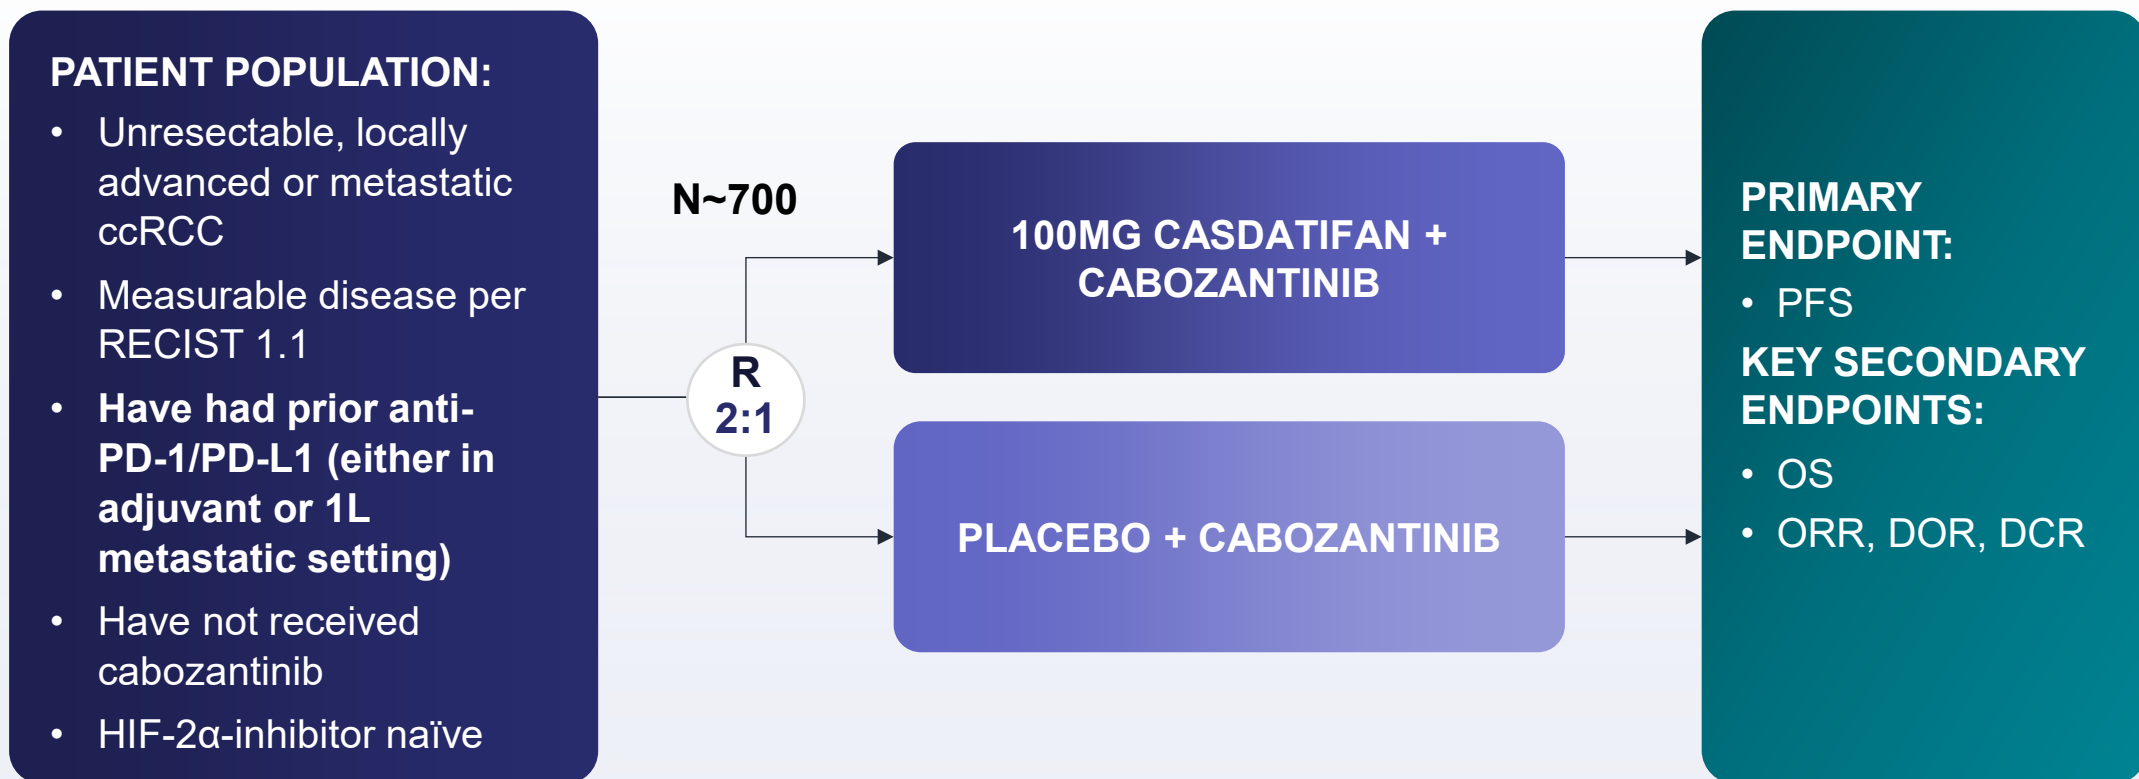 PATIENT POPULATION:
• Unresectable, locally
advanced or metastatic
ccRCC
• Measurable disease per
RECIST 1.1
• Have had prior anti-
PD-1/PD-L1 (either in
adjuvant or 1L
metastatic setting)
• Have not received
cabozantinib
• HIF-2α-inhibitor naïve
N~700
R
2:1
100MG CASDATIFAN +
CABOZANTINIB
PLACEBO + CABOZANTINIB
PRIMARY
ENDPOINT:
• PFS
KEY SECONDARY
ENDPOINTS:
• OS
• ORR, DOR, DCR